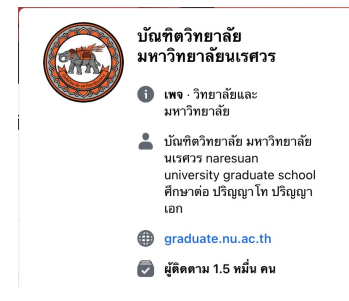 บัณฑิตวิทยาลัย
มหาวิทยาลัยนเรศวร
เพจ · วิทยาลัยและ
มหาวิทยาลัย
บัณฑิตวิทยาลัย มหาวิทยาลัย
นเรศวร naresuan
university graduate school
ศึกษาต่อ ปริญญาโท ปริญญา
เอก
graduate.nu.ac.th
ผู้ติดตาม 1.5 หมื่น คน